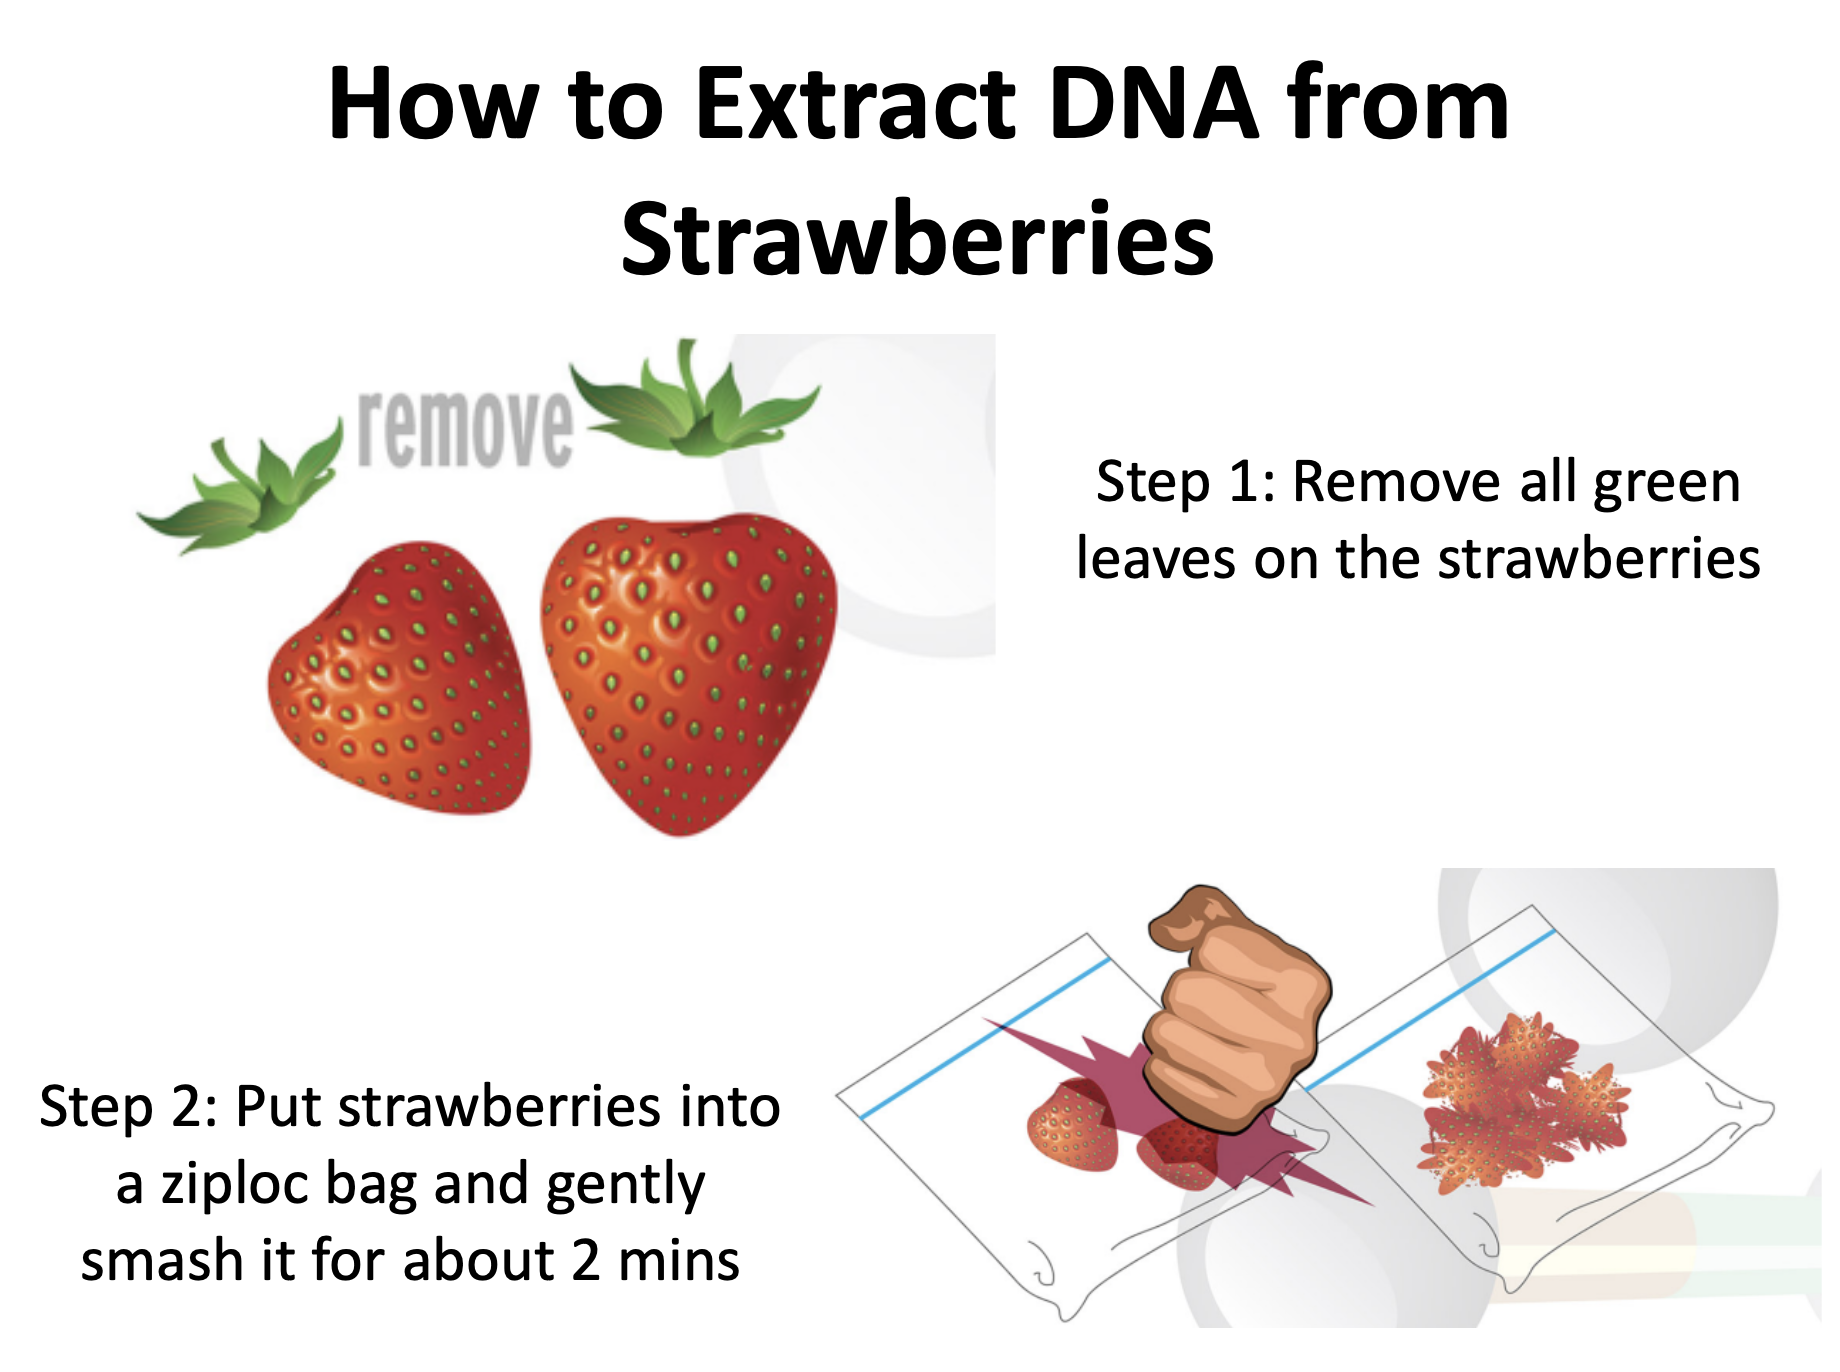 How to Extract DNA from
Strawberries
remove
Step 1: Remove all green
leaves on the strawberries
Step 2: Put strawberries into
a ziploc bag and gently
smash it for about 2 mins